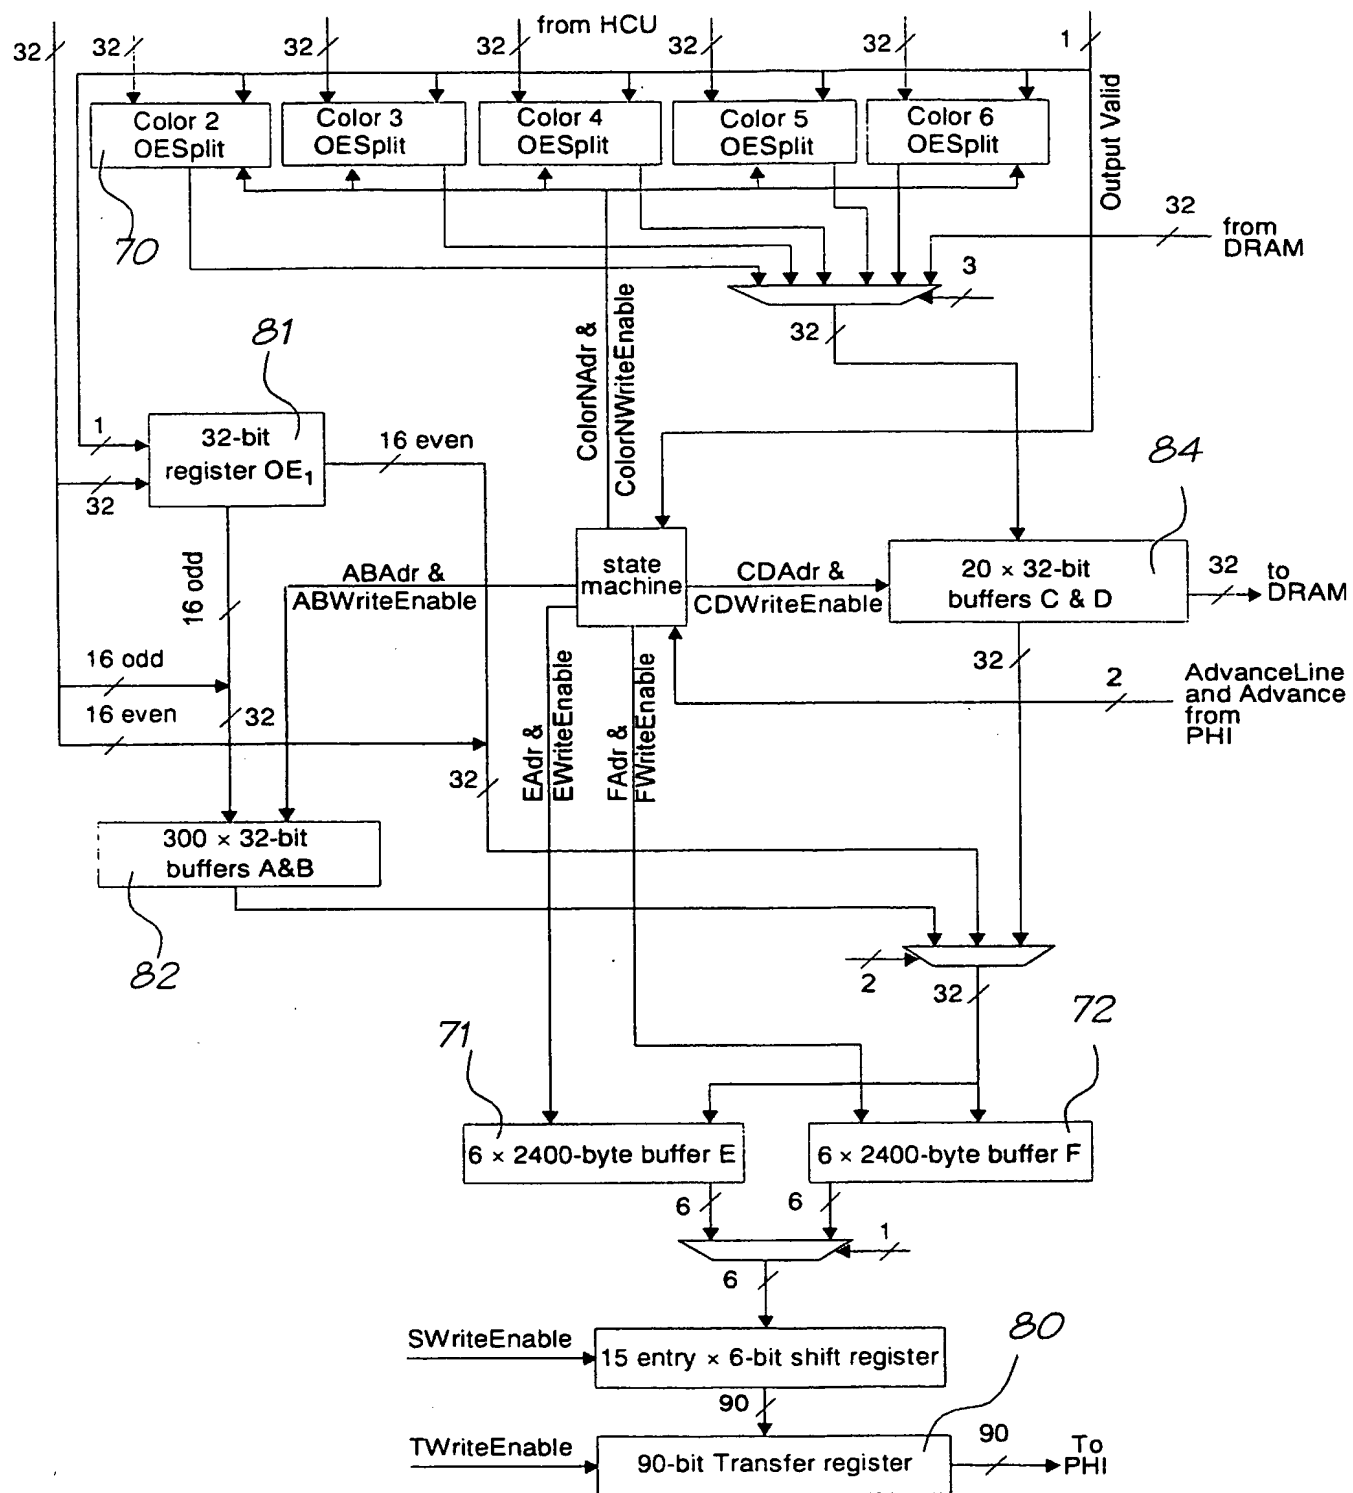 from HCU
32
32
32
32
32
32
1
Color 2
OESplit
Color 3
OESplit
Color 4
OESplit
Color 5
OESplit
Color 6
OESplit
Output Valid
70
32
from
DRAM
3
32
ColorNAdr &
ColorNWriteEnable
81
1
32
32-bit
register OE1
16 even
84
16 odd
ABAdr &
ABWriteEnable
state
machine
CDAdr &
CDWriteEnable
20 × 32-bit
buffers C & D
32
to
DRAM
16 odd
16 even
32
32
EAdr &
EWriteEnable
FAdr &
FWriteEnable
32
2
AdvanceLine
and Advance
from
PHI
300 × 32-bit
buffers A&B
82
2
32
71
72
6 × 2400-byte buffer E
6 × 2400-byte buffer F
6
6
1
6
SWriteEnable
15 entry × 6-bit shift register
80
90
TWriteEnable
90-bit Transfer register
90
To
PHI